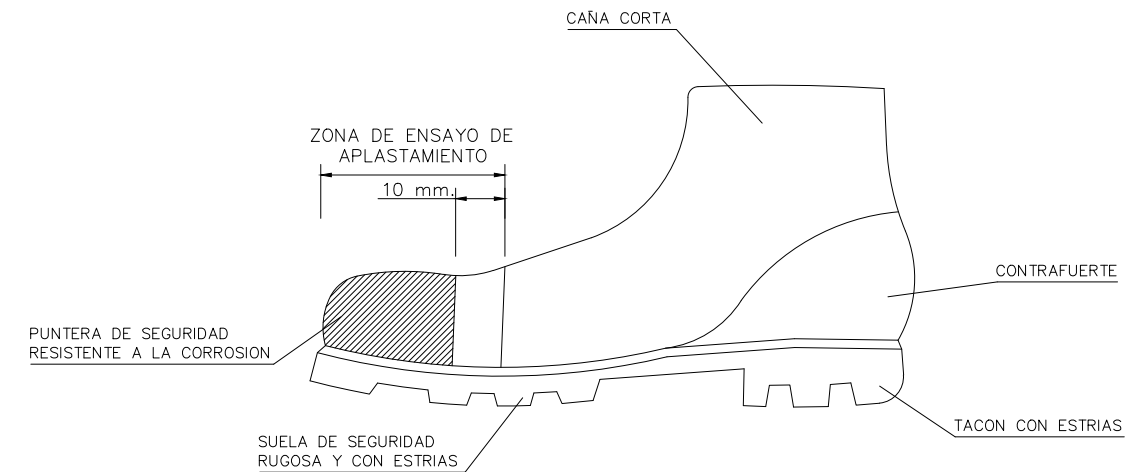 CAÑA CORTA
ZONA DE ENSAYO DE
APLASTAMIENTO
10 mm.
CONTRAFUERTE
PUNTERA DE SEGURIDAD
RESISTENTE A LA CORROSION
TACON CON ESTRIAS
SUELA DE SEGURIDAD
RUGOSA Y CON ESTRIAS